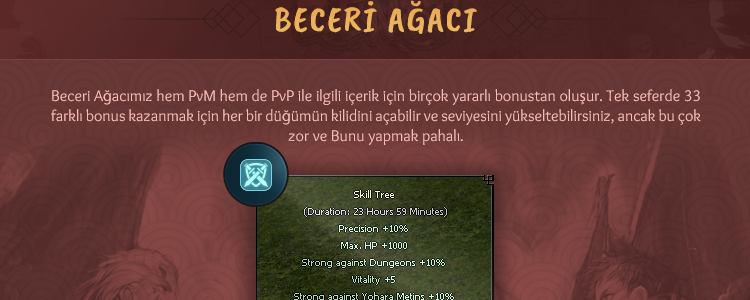 BECERİ AĞACI
Beceri Ağacımız hem PvM hem de PvP ile ilgili içerik için birçok yararlı bonustan oluşur. Tek seferde 33
farklı bonus kazanmak için her bir düğümün kilidini açabilir ve seviyesini yükseltebilirsiniz, ancak bu çok
zor ve Bunu yapmak pahalı.
Skill Tree
(Duration: 23 Hours 59 Minutes)
Precision +10%
Max. HP +1000
Strong against Dungeons +10%
Vitality +5
Strong against Yohara Metins +10%